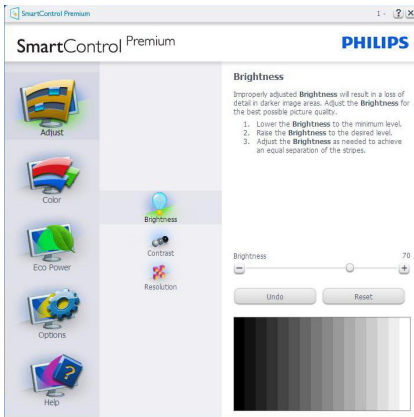 SmartControl Premium
1 -
?
X
SmartControl Premium
PHILIPS
Adjust
Color
Eco Power
Options
Help
Brightness
Contrast
Resolution
Brightness
Improperly adjusted Brightness will result in a loss of
detail in darker image areas. Adjust the Brightness for
the best possible picture quality.
1. Lower the Brightness to the minimum level.
2. Raise the Brightness to the desired level.
3. Adjust the Brightness as needed to achieve
an equal separation of the stripes.
Brightness 70
Undo
Reset